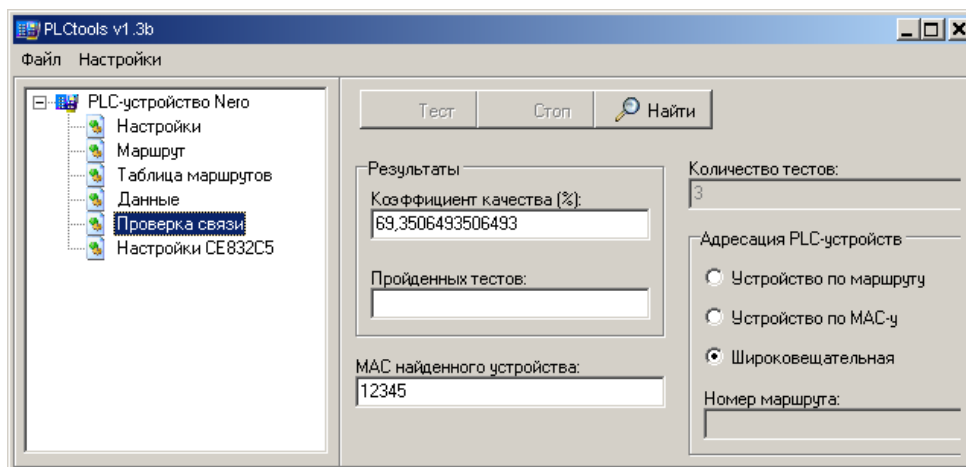 PLCtools v1.3b
Файл Настройки
PLC-устройство Nero
Настройки
Маршрут
Таблица маршрутов
Данные
Проверка связи
Настройки CE832C5
Тест Стоп Найти
Результаты
Коэффициент качества (%):
69,3506493506493
Пройденных тестов:
MAC найденного устройства:
12345
Количество тестов:
3
Адресация PLC-устройств
Устройство по маршруту
Устройство по MAC-у
Широковещательная
Номер маршрута: